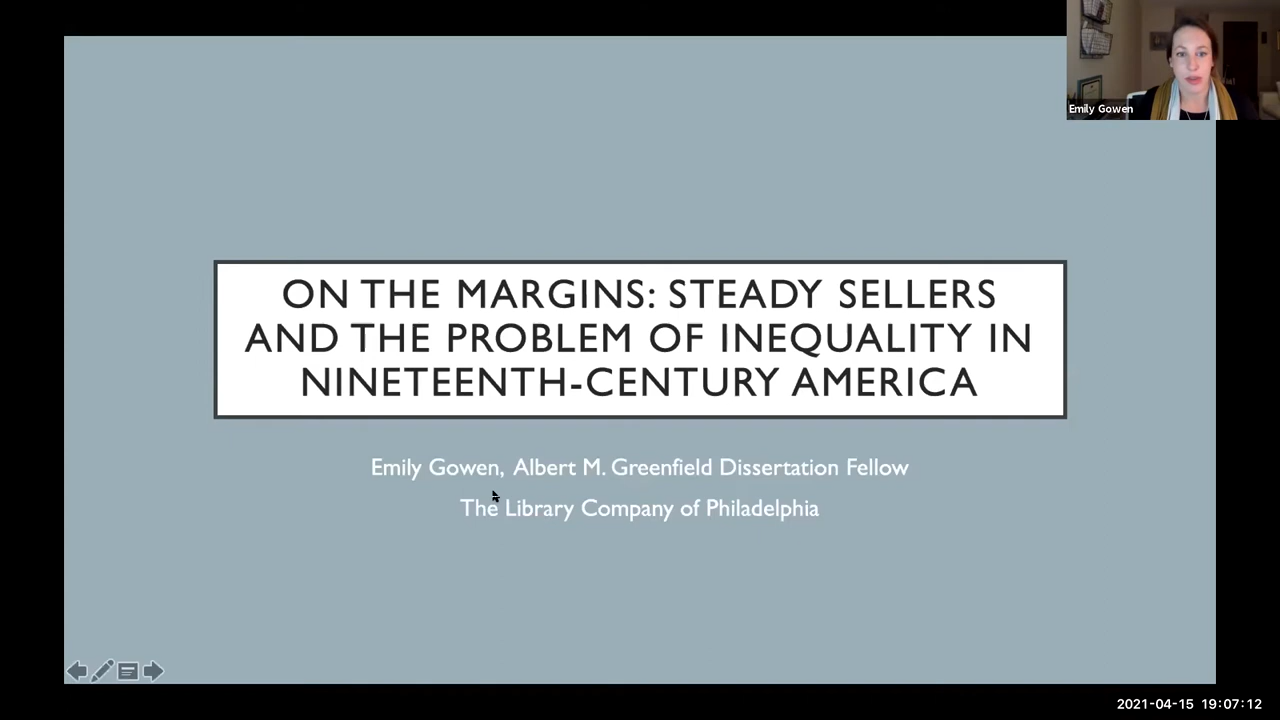 Emily Gowen
ON THE MARGINS: STEADY SELLERS
AND THE PROBLEM OF INEQUALITY IN
NINETEENTH-CENTURY AMERICA
Emily Gowen, Albert M. Greenfield Dissertation Fellow
The Library Company of Philadelphia
2021-04-15 19:07:12